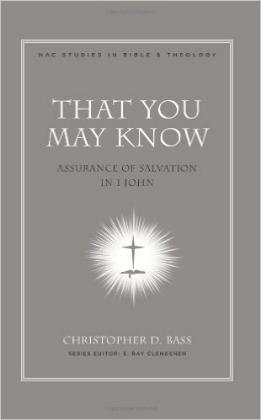 NAC STUDIES IN BIBLE & THEOLOGY
THAT YOU
MAY KNOW
ASSURANCE OF SALVATION
IN 1 JOHN
CHRISTOPHER D. BASS
SERIES EDITOR: E. RAY CLENDENEN